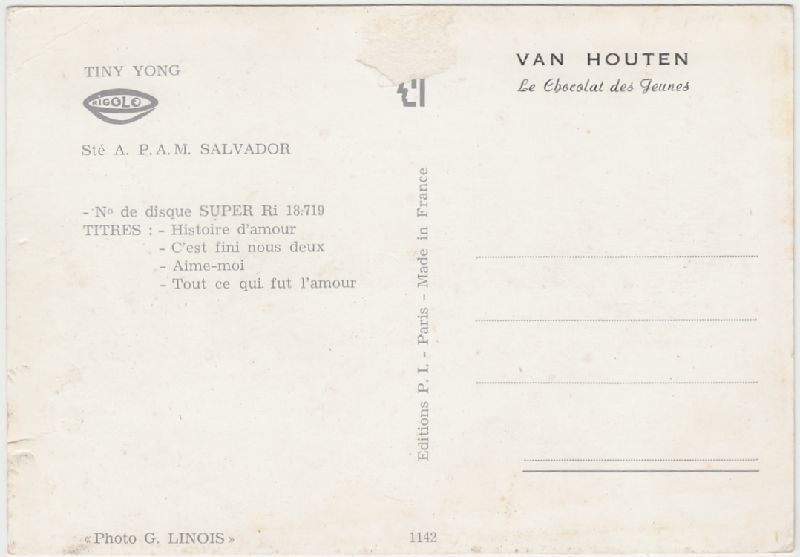 TINY YONG
RIGOLO
Sté A. P. A. M. SALVADOR
- Nº de disque SUPER Ri 18.719
TITRES : - Histoire d'amour
- C'est fini nous deux
- Aime-moi
- Tout ce qui fut l'amour
«Photo G. LINOIS»
Editions P. I. - Paris - Made in France
1142
VAN HOUTEN
Le Chocolat des Jeunes